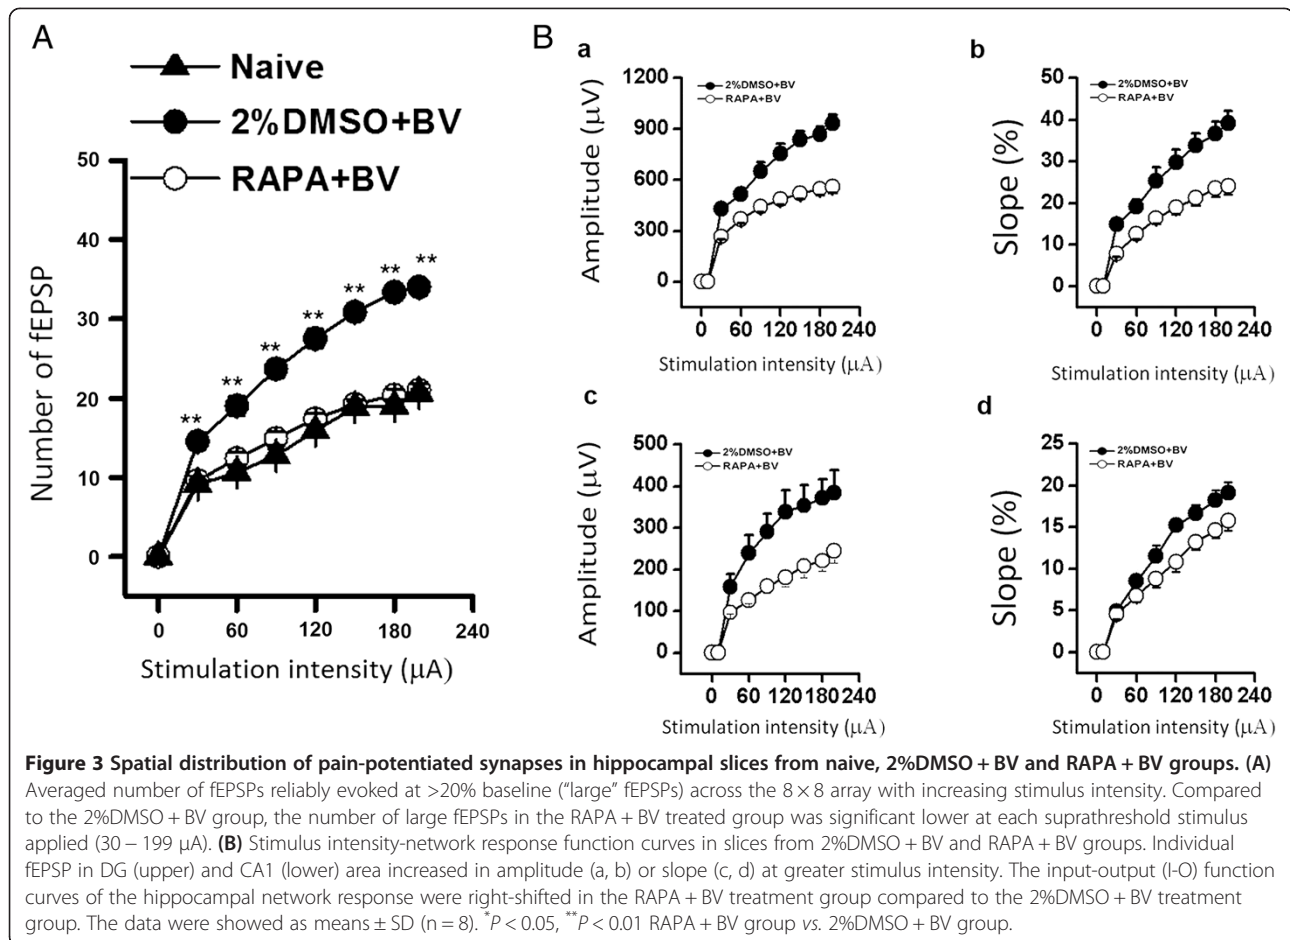 A
Naive
2%DMSO+BV
RAPA+BV
50
40
30
20
10
0
** ** ** ** ** ** **
Number of fEPSP
0 60 120 180 240
Stimulation intensity (μA)
B
a
1200
900
600
300
0
2%DMSO+BV
RAPA+BV
Amplitude (μV)
0 60 120 180 240
Stimulation intensity (μA)
b
50
40
30
20
10
0
2%DMSO+BV
RAPA+BV
Slope (%)
0 60 120 180 240
Stimulation intensity (μA)
c
500
400
300
200
100
0
2%DMSO+BV
RAPA+BV
Amplitude (μV)
0 60 120 180 240
Stimulation intensity (μA)
d
25
20
15
10
5
0
2%DMSO+BV
RAPA+BV
Slope (%)
0 60 120 180 240
Stimulation intensity (μA)
Figure 3 Spatial distribution of pain-potentiated synapses in hippocampal slices from naive, 2%DMSO + BV and RAPA + BV groups. (A)
Averaged number of fEPSPs reliably evoked at >20% baseline (“large” fEPSPs) across the 8 × 8 array with increasing stimulus intensity. Compared
to the 2%DMSO + BV group, the number of large fEPSPs in the RAPA + BV treated group was significant lower at each suprathreshold stimulus
applied (30 – 199 μA). (B) Stimulus intensity-network response function curves in slices from 2%DMSO + BV and RAPA + BV groups. Individual
fEPSP in DG (upper) and CA1 (lower) area increased in amplitude (a, b) or slope (c, d) at greater stimulus intensity. The input-output (I-O) function
curves of the hippocampal network response were right-shifted in the RAPA + BV treatment group compared to the 2%DMSO + BV treatment
group. The data were showed as means ± SD (n = 8). *P < 0.05, **P < 0.01 RAPA + BV group vs. 2%DMSO + BV group.